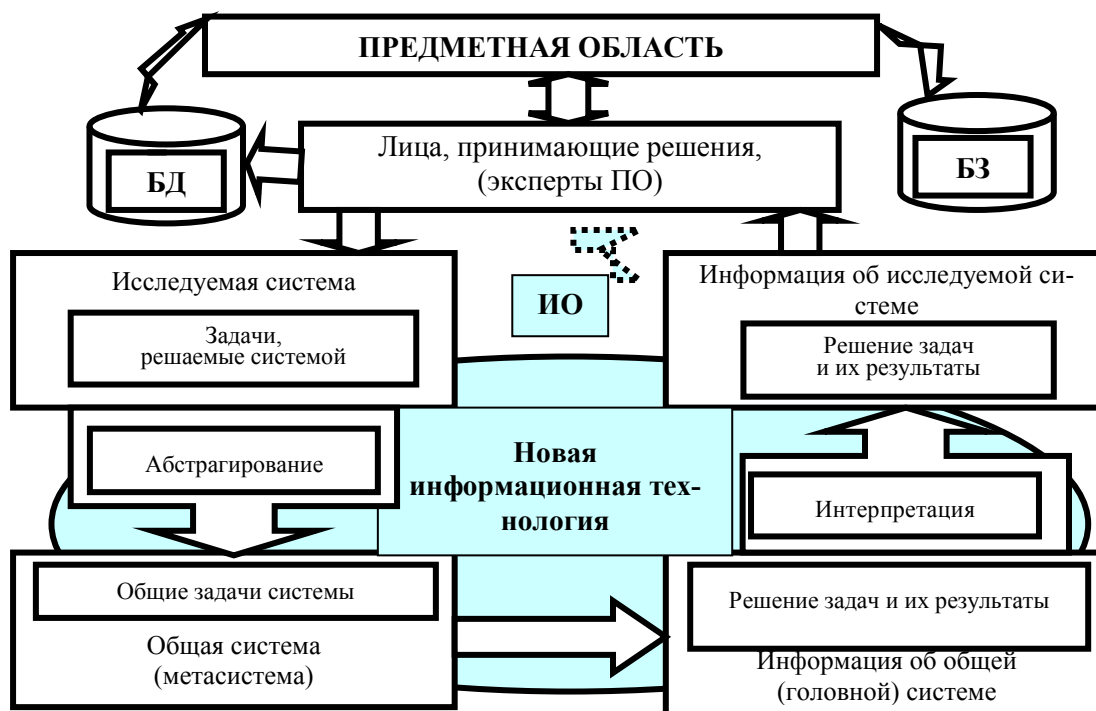 ПРЕДМЕТНАЯ ОБЛАСТЬ
БД
Лица, принимающие решения,
(эксперты ПО)
БЗ
Исследуемая система
Задачи,
решаемые системой
ИО
Информация об исследуемой си-
стеме
Решение задач
и их результаты
Абстрагирование
Новая
информационная тех-
нология
Интерпретация
Общие задачи системы
Общая система
(метасистема)
Решение задач и их результаты
Информация об общей
(головной) системе